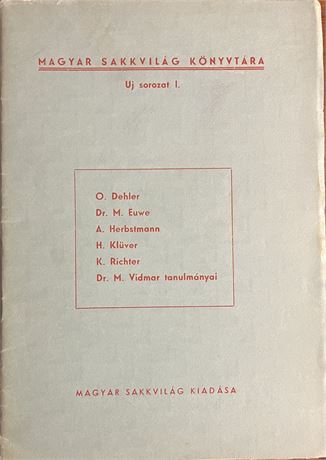 MAGYAR SAKKVILÁG KÖNYVTÁRA
Uj sorozat I.
O. Dehler
Dr. M. Euwe
A. Herbstmann
H. Klüver
K. Richter
Dr. M. Vidmar tanulmányai
MAGYAR SAKKVILÁG KIADÁSA